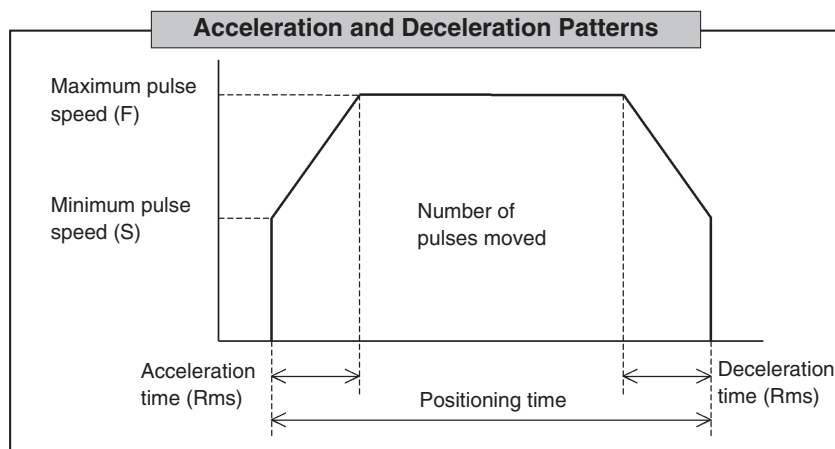 Acceleration and Deceleration Patterns
Maximum pulse
speed (F)
Minimum pulse
speed (S)
Number of
pulses moved
Acceleration
time (Rms)
Positioning time
Deceleration
time (Rms)